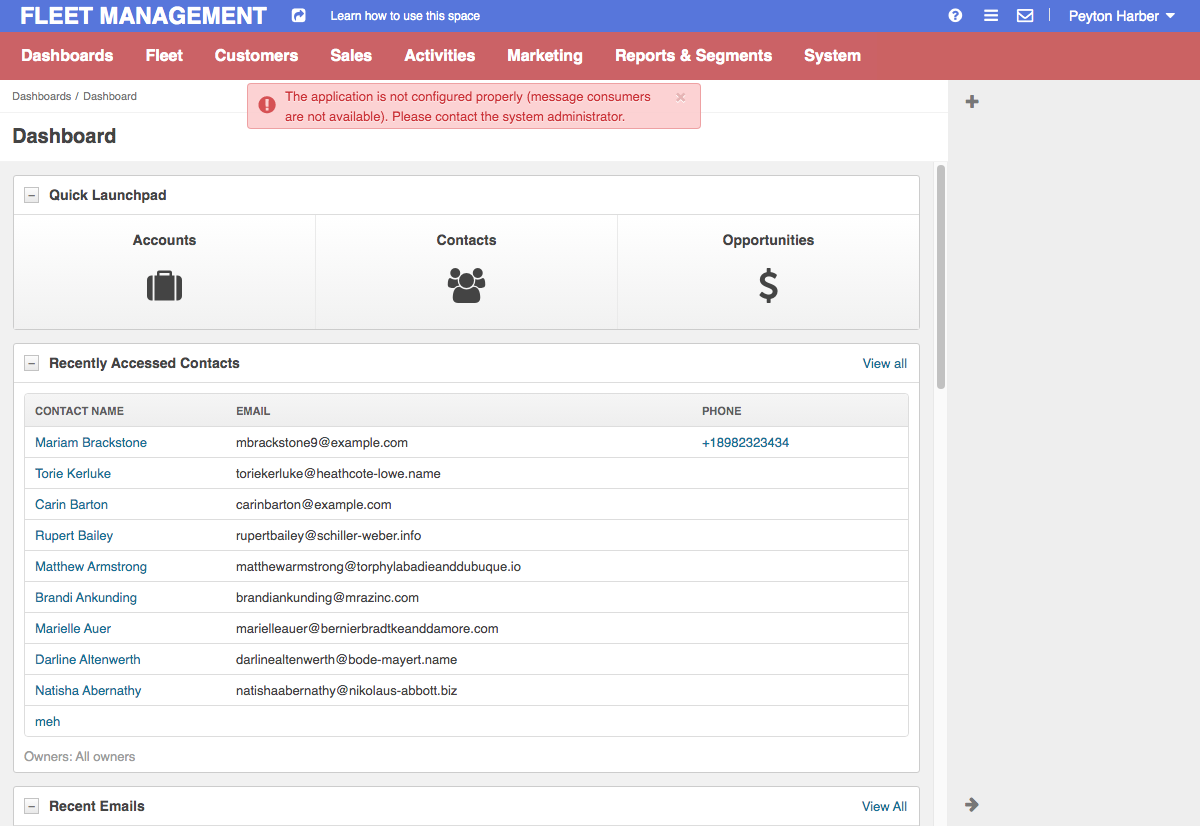 FLEET MANAGEMENT Learn how to use this space Peyton Harber
Dashboards Fleet Customers Sales Activities Marketing Reports & Segments System
Dashboards / Dashboard
The application is not configured properly (message consumers
are not available). Please contact the system administrator.
Dashboard
Quick Launchpad
Accounts Contacts Opportunities
Recently Accessed Contacts View all
CONTACT NAME EMAIL PHONE
Mariam Brackstone mbrackstone9@example.com +18982323434
Torie Kerluke toriekerluke@heathcote-lowe.name
Carin Barton carinbarton@example.com
Rupert Bailey rupertbailey@schiller-weber.info
Matthew Armstrong matthewarmstrong@torphylabadieanddubuque.io
Brandi Ankunding brandiankunding@mrazinc.com
Marielle Auer marielleauer@bernierbradtkeanddamore.com
Darline Altenwerth darlinealtenwerth@bode-mayert.name
Natisha Abernathy natishaabernathy@nikolaus-abbott.biz
meh
Owners: All owners
Recent Emails View All